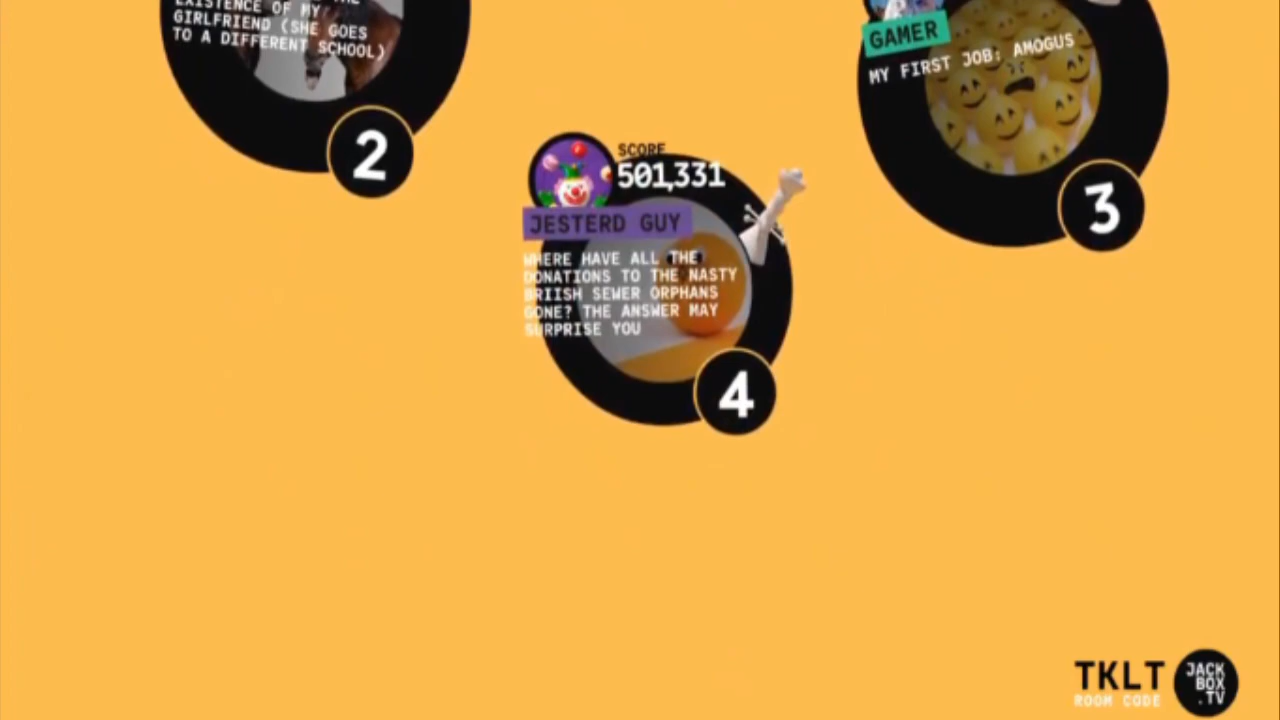 EXISTENCE OF MY
GIRLFRIEND (SHE GOES
TO A DIFFERENT SCHOOL)
2
GAMER
MY FIRST JOB: AMOGUS
3
SCORE
501,331
JESTERD GUY
WHERE HAVE ALL THE
DONATIONS TO THE NASTY
BRIISH SEWER ORPHANS
GONE? THE ANSWER MAY
SURPRISE YOU
4
TKLT
ROOM CODE
JACK
BOX
.TV